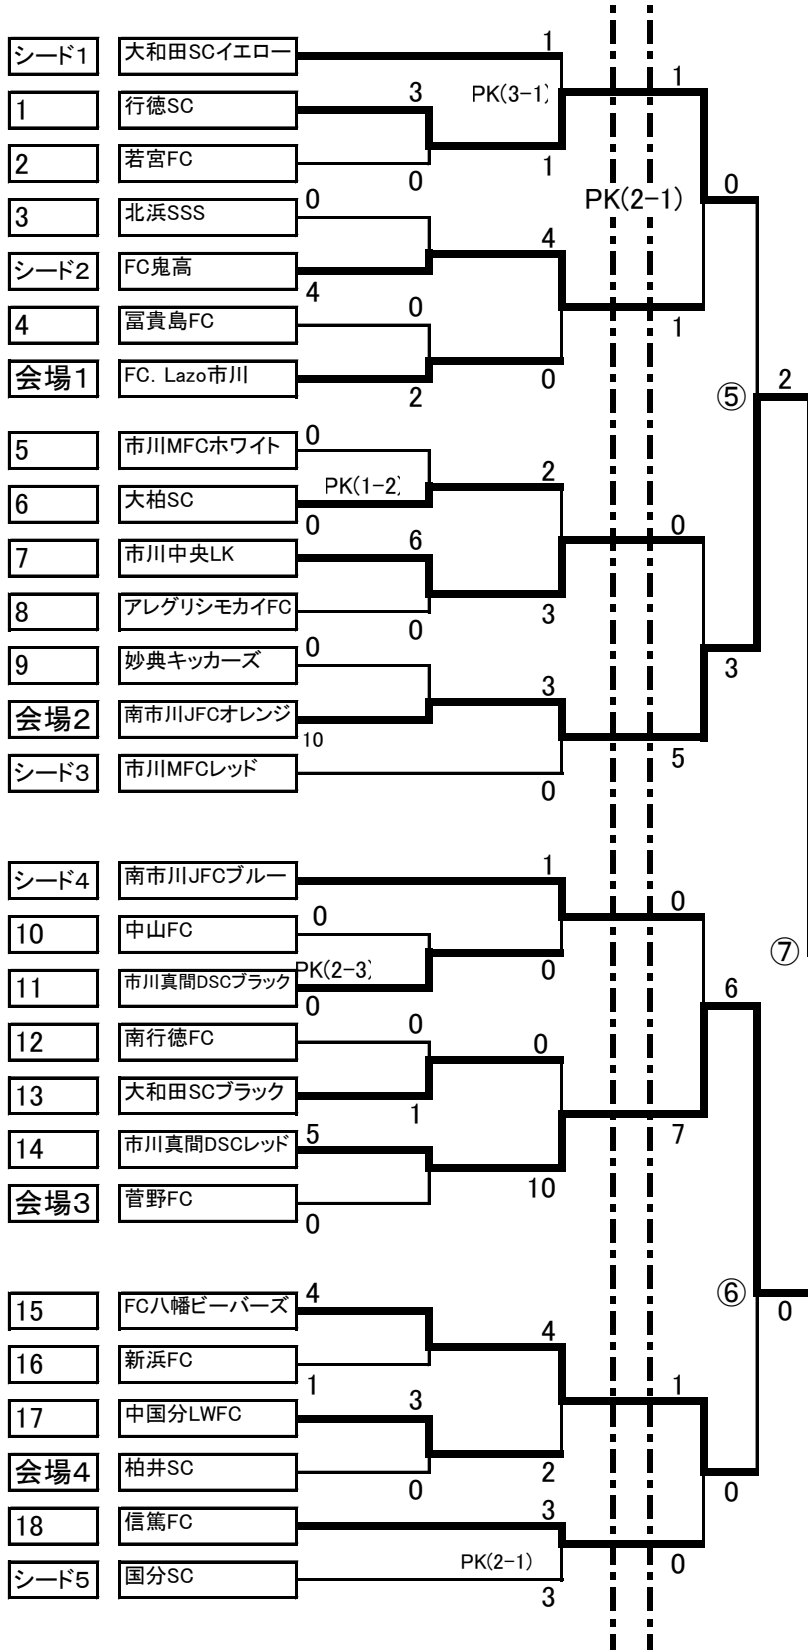 1
シード1 大和田SCイエロー
1
3 PK(3-1)
1 行徳SC
1
2 若宮FC
0 0
0 PK(2-1)
3 北浜SSS
4
シード2 FC鬼高
4
0
4 冨貴島FC
1
会場1 FC. Lazo市川
0
2
⑤ 2
0
5 市川MFCホワイト
2
PK(1-2)
6 大柏SC
0 0
6
7 市川中央LK
8 アレグリシモカイFC
3
0
0
9 妙典キッカーズ
3
3
会場2 南市川JFCオレンジ
10
5
シード3 市川MFCレッド
0
1
シード4 南市川JFCブルー
0
0
10 中山FC
⑦
PK(2-3) 0
11 市川真間DSCブラック
6
0
0
12 南行徳FC
0
13 大和田SCブラック
1
5 7
14 市川真間DSCレッド
10
会場3 菅野FC
0
⑥
4
15 FC八幡ビーバーズ
0
4
16 新浜FC
1 1
3
17 中国分LWFC
会場4 柏井SC
2
0 0
3
18 信篤FC
PK(2-1) 0
シード5 国分SC
3